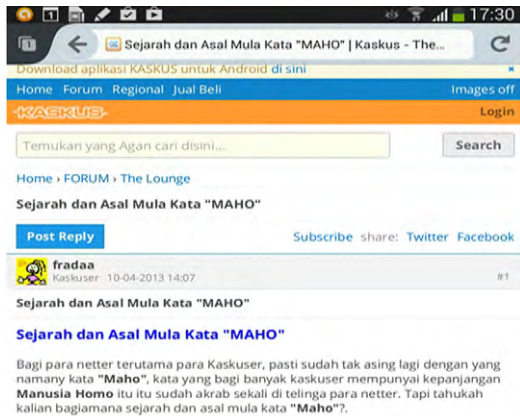 17:30
1
Sejarah dan Asal Mula Kata "MAHO" | Kaskus - The...
Download aplikasi KASKUS untuk Android di sini x
Home Forum Regional Jual Beli Images off
-KASKUS- Login
Temukan yang Agan cari disini... Search
Home › FORUM › The Lounge
Sejarah dan Asal Mula Kata "MAHO"
Post Reply Subscribe share: Twitter Facebook
fradaa
Kaskuser 10-04-2013 14:07 #1
Sejarah dan Asal Mula Kata "MAHO"
Sejarah dan Asal Mula Kata "MAHO"
Bagi para netter terutama para Kaskuser, pasti sudah tak asing lagi dengan yang
namany kata "Maho", kata yang bagi banyak kaskuser mempunyai kepanjangan
Manusia Homo itu itu sudah akrab sekali di telinga para netter. Tapi tahukah
kalian bagiamana sejarah dan asal mula kata "Maho"?.